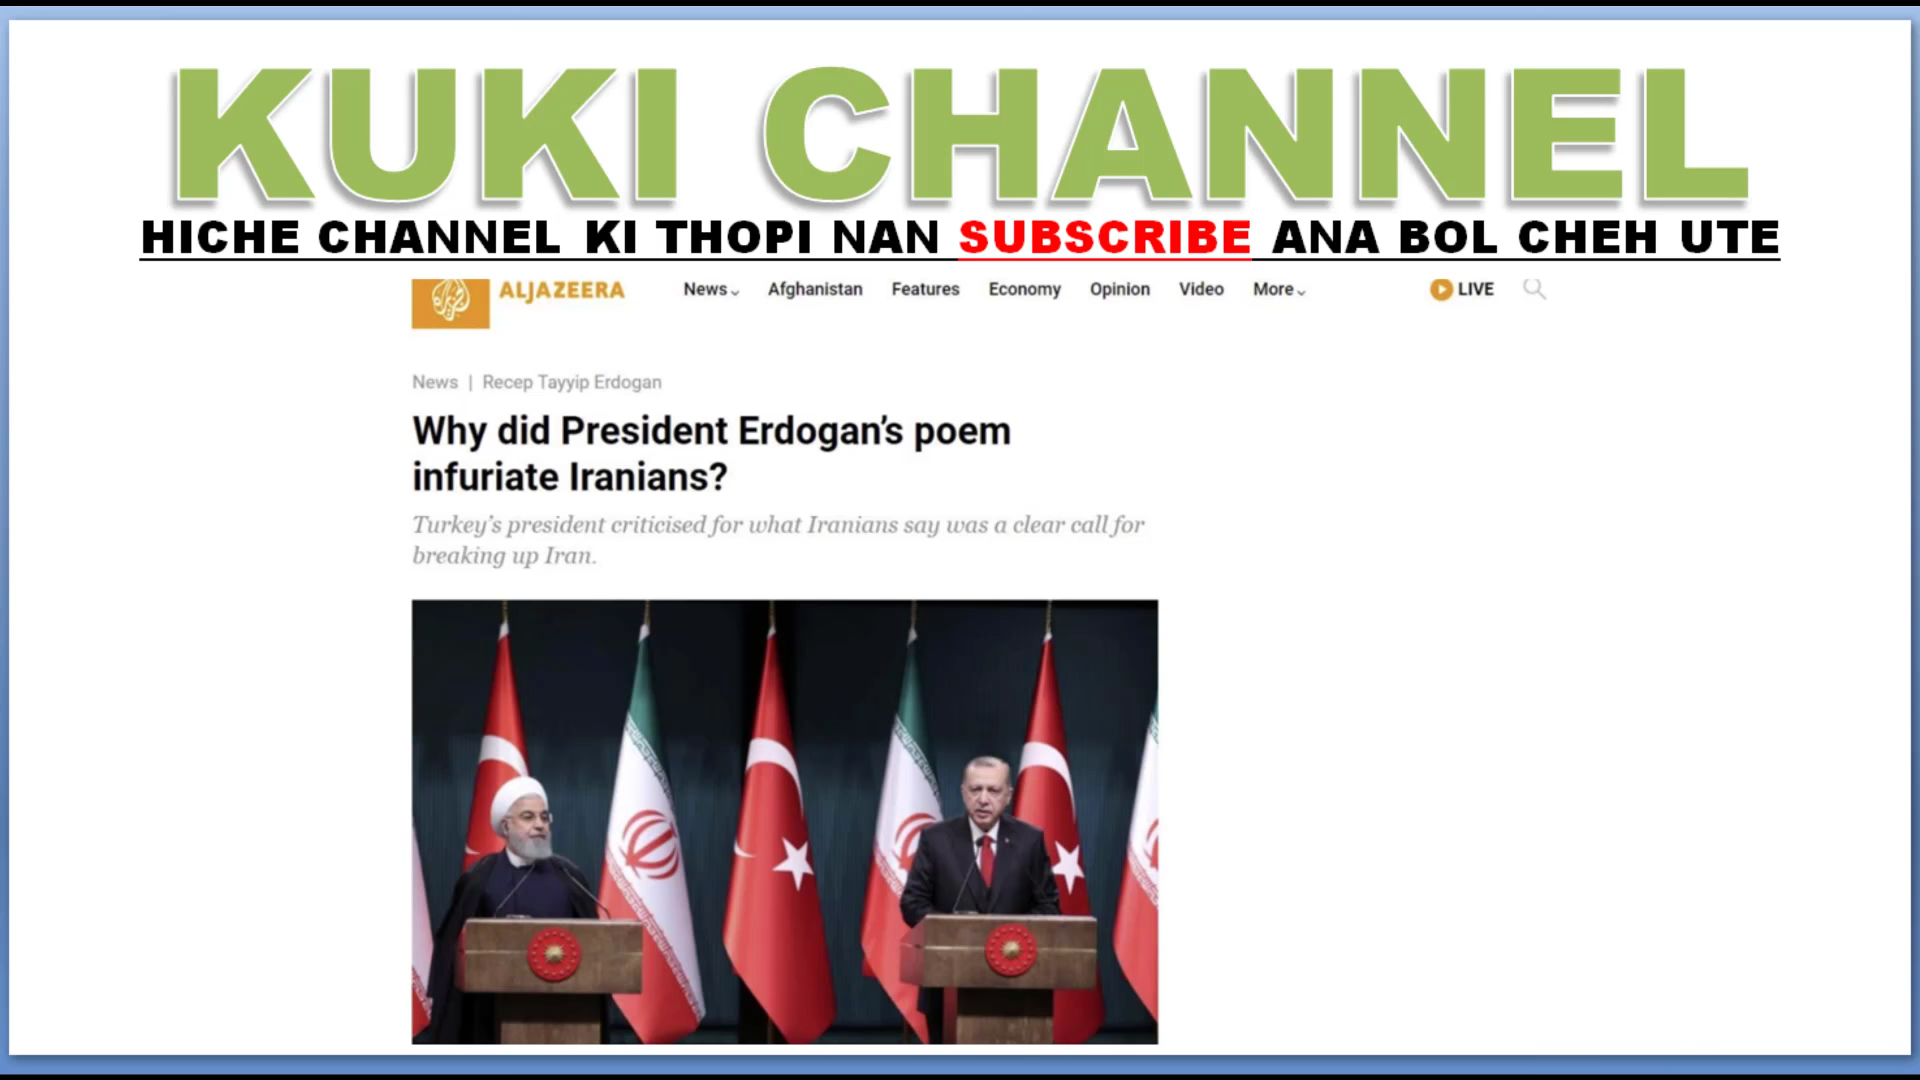 KUKI CHANNEL
HICHE CHANNEL KI THOPI NAN SUBSCRIBE ANA BOL CHEH UTE
ALJAZEERA News Afghanistan Features Economy Opinion Video More LIVE
News | Recep Tayyip Erdogan
Why did President Erdogan's poem
infuriate Iranians?
Turkey's president criticised for what Iranians say was a clear call for
breaking up Iran.